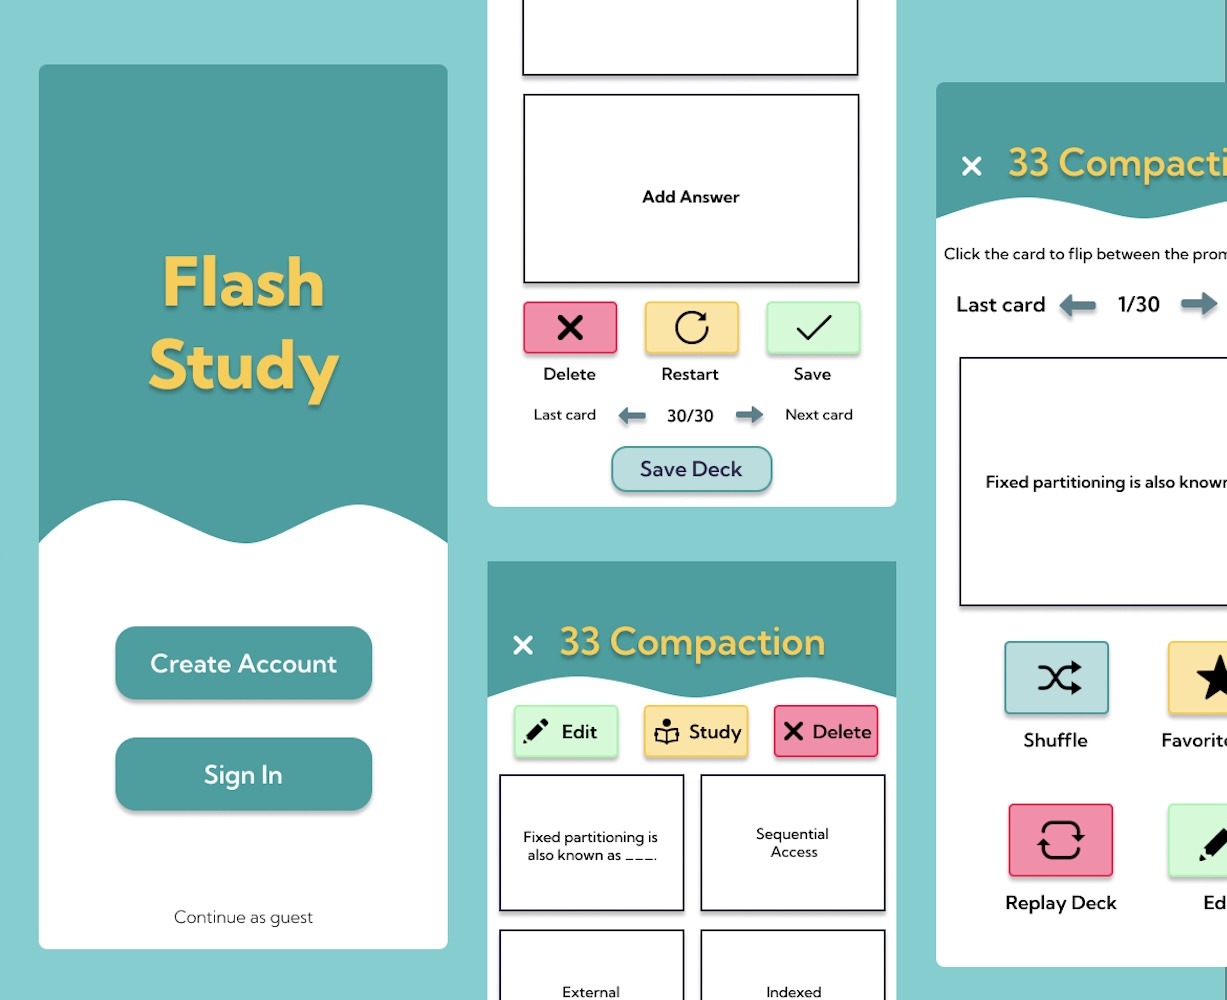 Flash
Study
Create Account
Sign In
Continue as guest
Add Answer
Delete
Restart
Save
Last card
30/30
Next card
Save Deck
33 Compaction
Edit
Study
Delete
Fixed partitioning is
also known as ___.
Sequential
Access
External
Indexed
33 Compacti
Click the card to flip between the prom
Last card
1/30
Fixed partitioning is also known
Shuffle
Favorite
Replay Deck
Ed